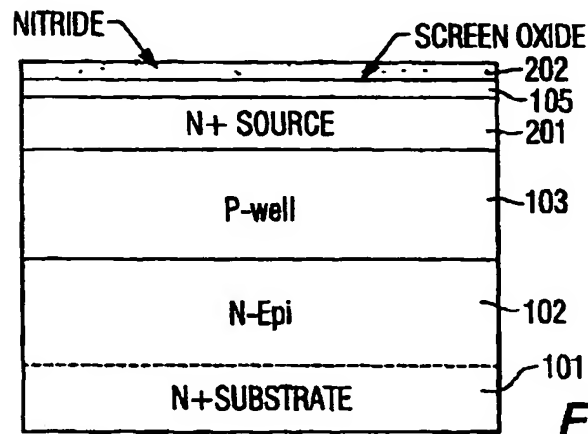 NITRIDE
SCREEN OXIDE
202
105
N+ SOURCE
201
P-well
103
N-Epi
102
101
N+SUBSTRATE
F